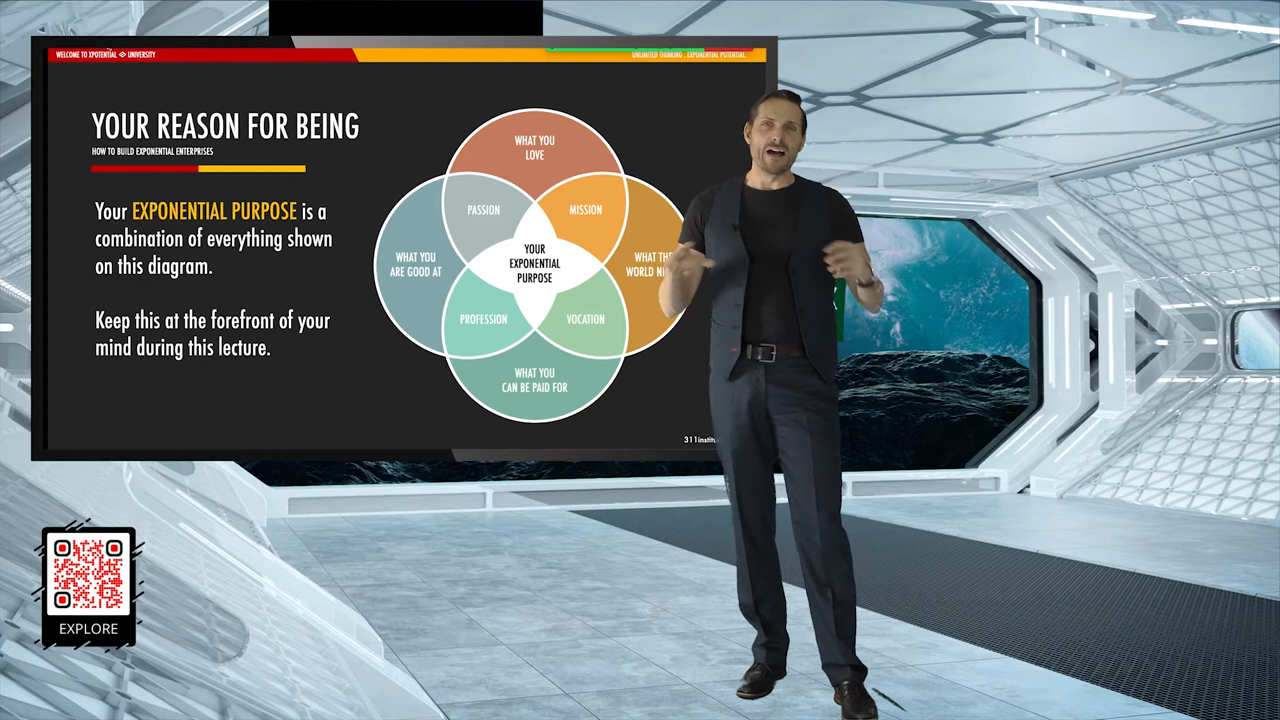 WELCOME TO XPOTENTIAL <> UNIVERSITY
UNLIMITED THINKING . EXPONENTIAL POTENTIAL
YOUR REASON FOR BEING
HOW TO BUILD EXPONENTIAL ENTERPRISES
Your EXPONENTIAL PURPOSE is a
combination of everything shown
on this diagram.
Keep this at the forefront of your
mind during this lecture.
WHAT YOU
LOVE
PASSION
MISSION
WHAT YOU
ARE GOOD AT
YOUR
EXPONENTIAL
PURPOSE
WHAT THE
WORLD
PROFESSION
VOCATION
WHAT YOU
CAN BE PAID FOR
EXPLORE